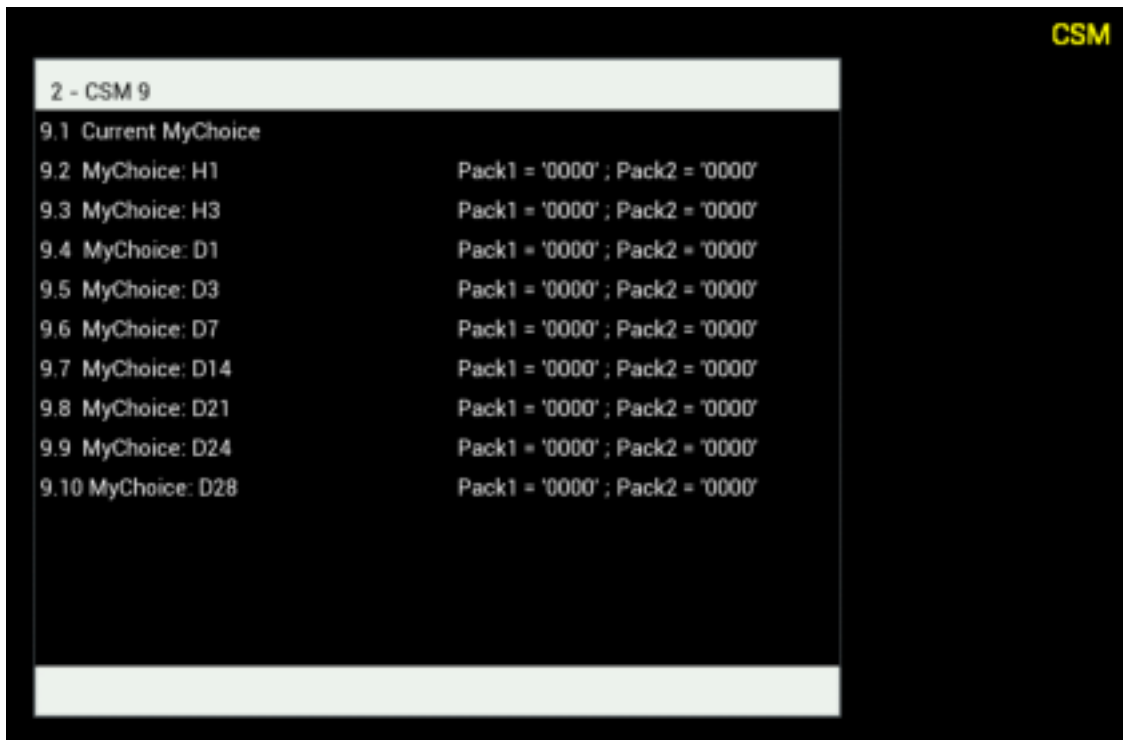 CSM
2 - CSM 9
9.1 Current MyChoice
9.2 MyChoice: H1 Pack1 = '0000' ; Pack2 = '0000'
9.3 MyChoice: H3 Pack1 = '0000' ; Pack2 = '0000'
9.4 MyChoice: D1 Pack1 = '0000' ; Pack2 = '0000'
9.5 MyChoice: D3 Pack1 = '0000' ; Pack2 = '0000'
9.6 MyChoice: D7 Pack1 = '0000' ; Pack2 = '0000'
9.7 MyChoice: D14 Pack1 = '0000' ; Pack2 = '0000'
9.8 MyChoice: D21 Pack1 = '0000' ; Pack2 = '0000'
9.9 MyChoice: D24 Pack1 = '0000' ; Pack2 = '0000'
9.10 MyChoice: D28 Pack1 = '0000' ; Pack2 = '0000'